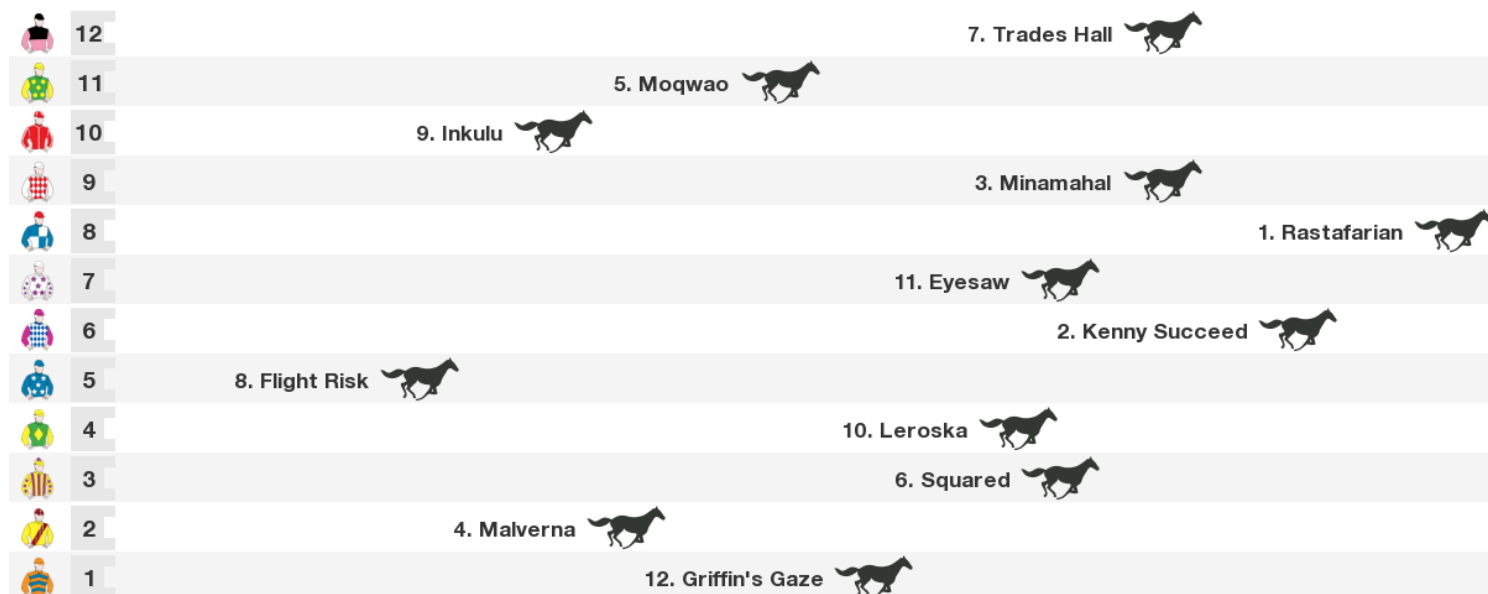 12 7. Trades Hall
11 5. Moqwao
10 9. Inkulu
9 3. Minamahal
8 1. Rastafarian
7 11. Eyesaw
6 2. Kenny Succeed
5 8. Flight Risk
4 10. Leroska
3 6. Squared
2 4. Malverna
1 12. Griffin's Gaze